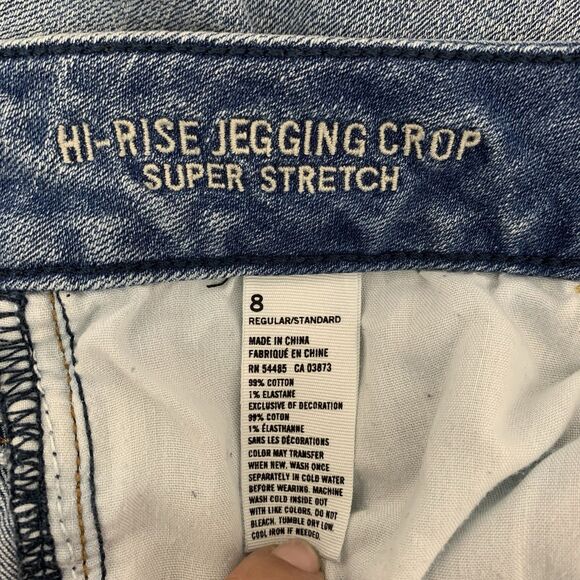 HI-RISE JEGGING CROP
SUPER STRETCH
8
REGULAR/STANDARD
MADE IN CHINA
FABRIQUÉ EN CHINE
RN 54485 CA 03873
99% COTTON
1% ELASTANE
EXCLUSIVE OF DECORATION
99% COTON
1% ÉLASTHANNE
SANS LES DÉCORATIONS
COLOR MAY TRANSFER
WHEN NEW. WASH ONCE
SEPARATELY IN COLD WATER
BEFORE WEARING. MACHINE
WASH COLD INSIDE OUT
WITH LIKE COLORS. DO NOT
BLEACH. TUMBLE DRY LOW.
COOL IRON IF NEEDED.